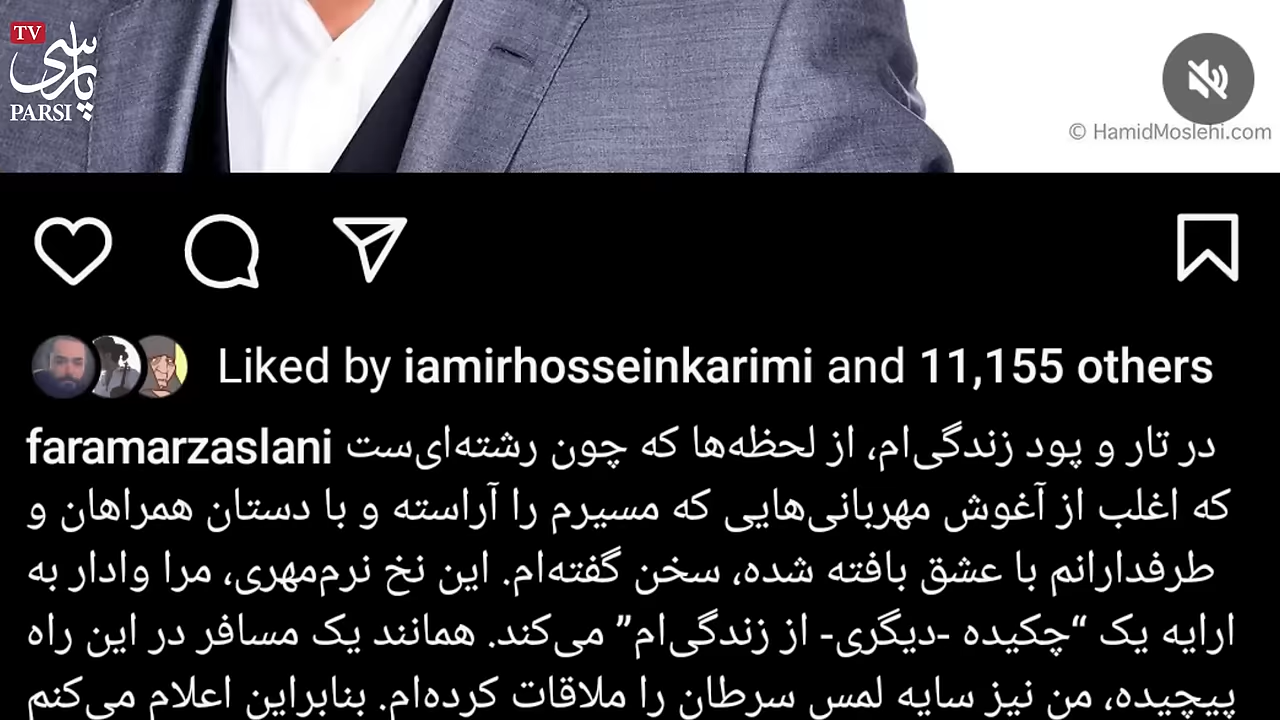 TV
پارسی
PARSI
© HamidMoslehi.com
Liked by iamirhosseinkarimi and 11,155 others
faramarzaslani در تار و پود زندگی‌ام، از لحظه‌ها که چون رشته‌ای‌ست
که اغلب از آغوش مهربانی‌هایی که مسیرم را آراسته و با دستان همراهان و
طرفدارانم با عشق بافته شده، سخن گفته‌ام. این نخ نرم‌مهری، مرا وادار به
ارایه یک “چکیده -دیگری- از زندگی‌ام” می‌کند. همانند یک مسافر در این راه
پیچیده، من نیز سایه لمس سرطان را ملاقات کرده‌ام. بنابراین اعلام می‌کنم